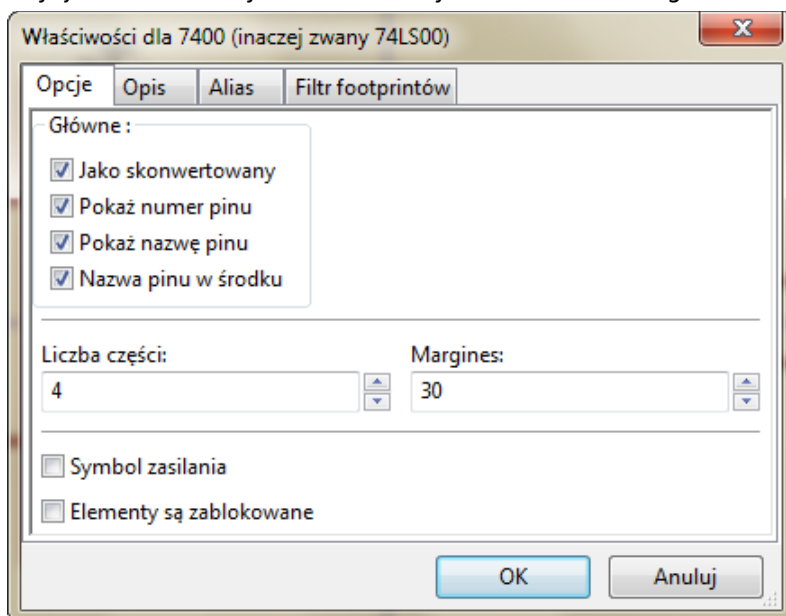 Właściwości dla 7400 (inaczej zwany 74LS00)
Opcje Opis Alias Filtr footprintów
Główne :
Jako skonwertowany
Pokaż numer pinu
Pokaż nazwę pinu
Nazwa pinu w środku
Liczba części: Margines:
4 30
Symbol zasilania
Elementy są zablokowane
OK Anuluj